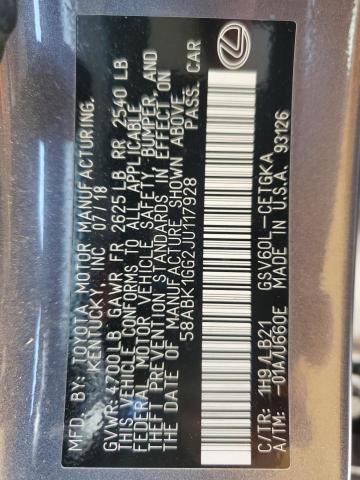 MFD. BY: TOYOTA MOTOR MANUFACTURING
KENTUCKY, INC 07/18
GVWR:4700LB GAWR FR 2625LB RR 2540 LB
THIS VEHICLE CONFORMS TO ALL APPLICABLE
FEDERAL MOTOR VEHICLE SAFETY, BUMPER, AND
THEFT PREVENTION STANDARDS IN EFFECT ON
THE DATE OF MANUFACTURE SHOWN ABOVE
58ABK1GG2JU117928 PASS. CAR
C/TR: 1H9/LB21 GSV60L-CETGKA
A/TM: -01A/U660E MADE IN U.S.A. 93126